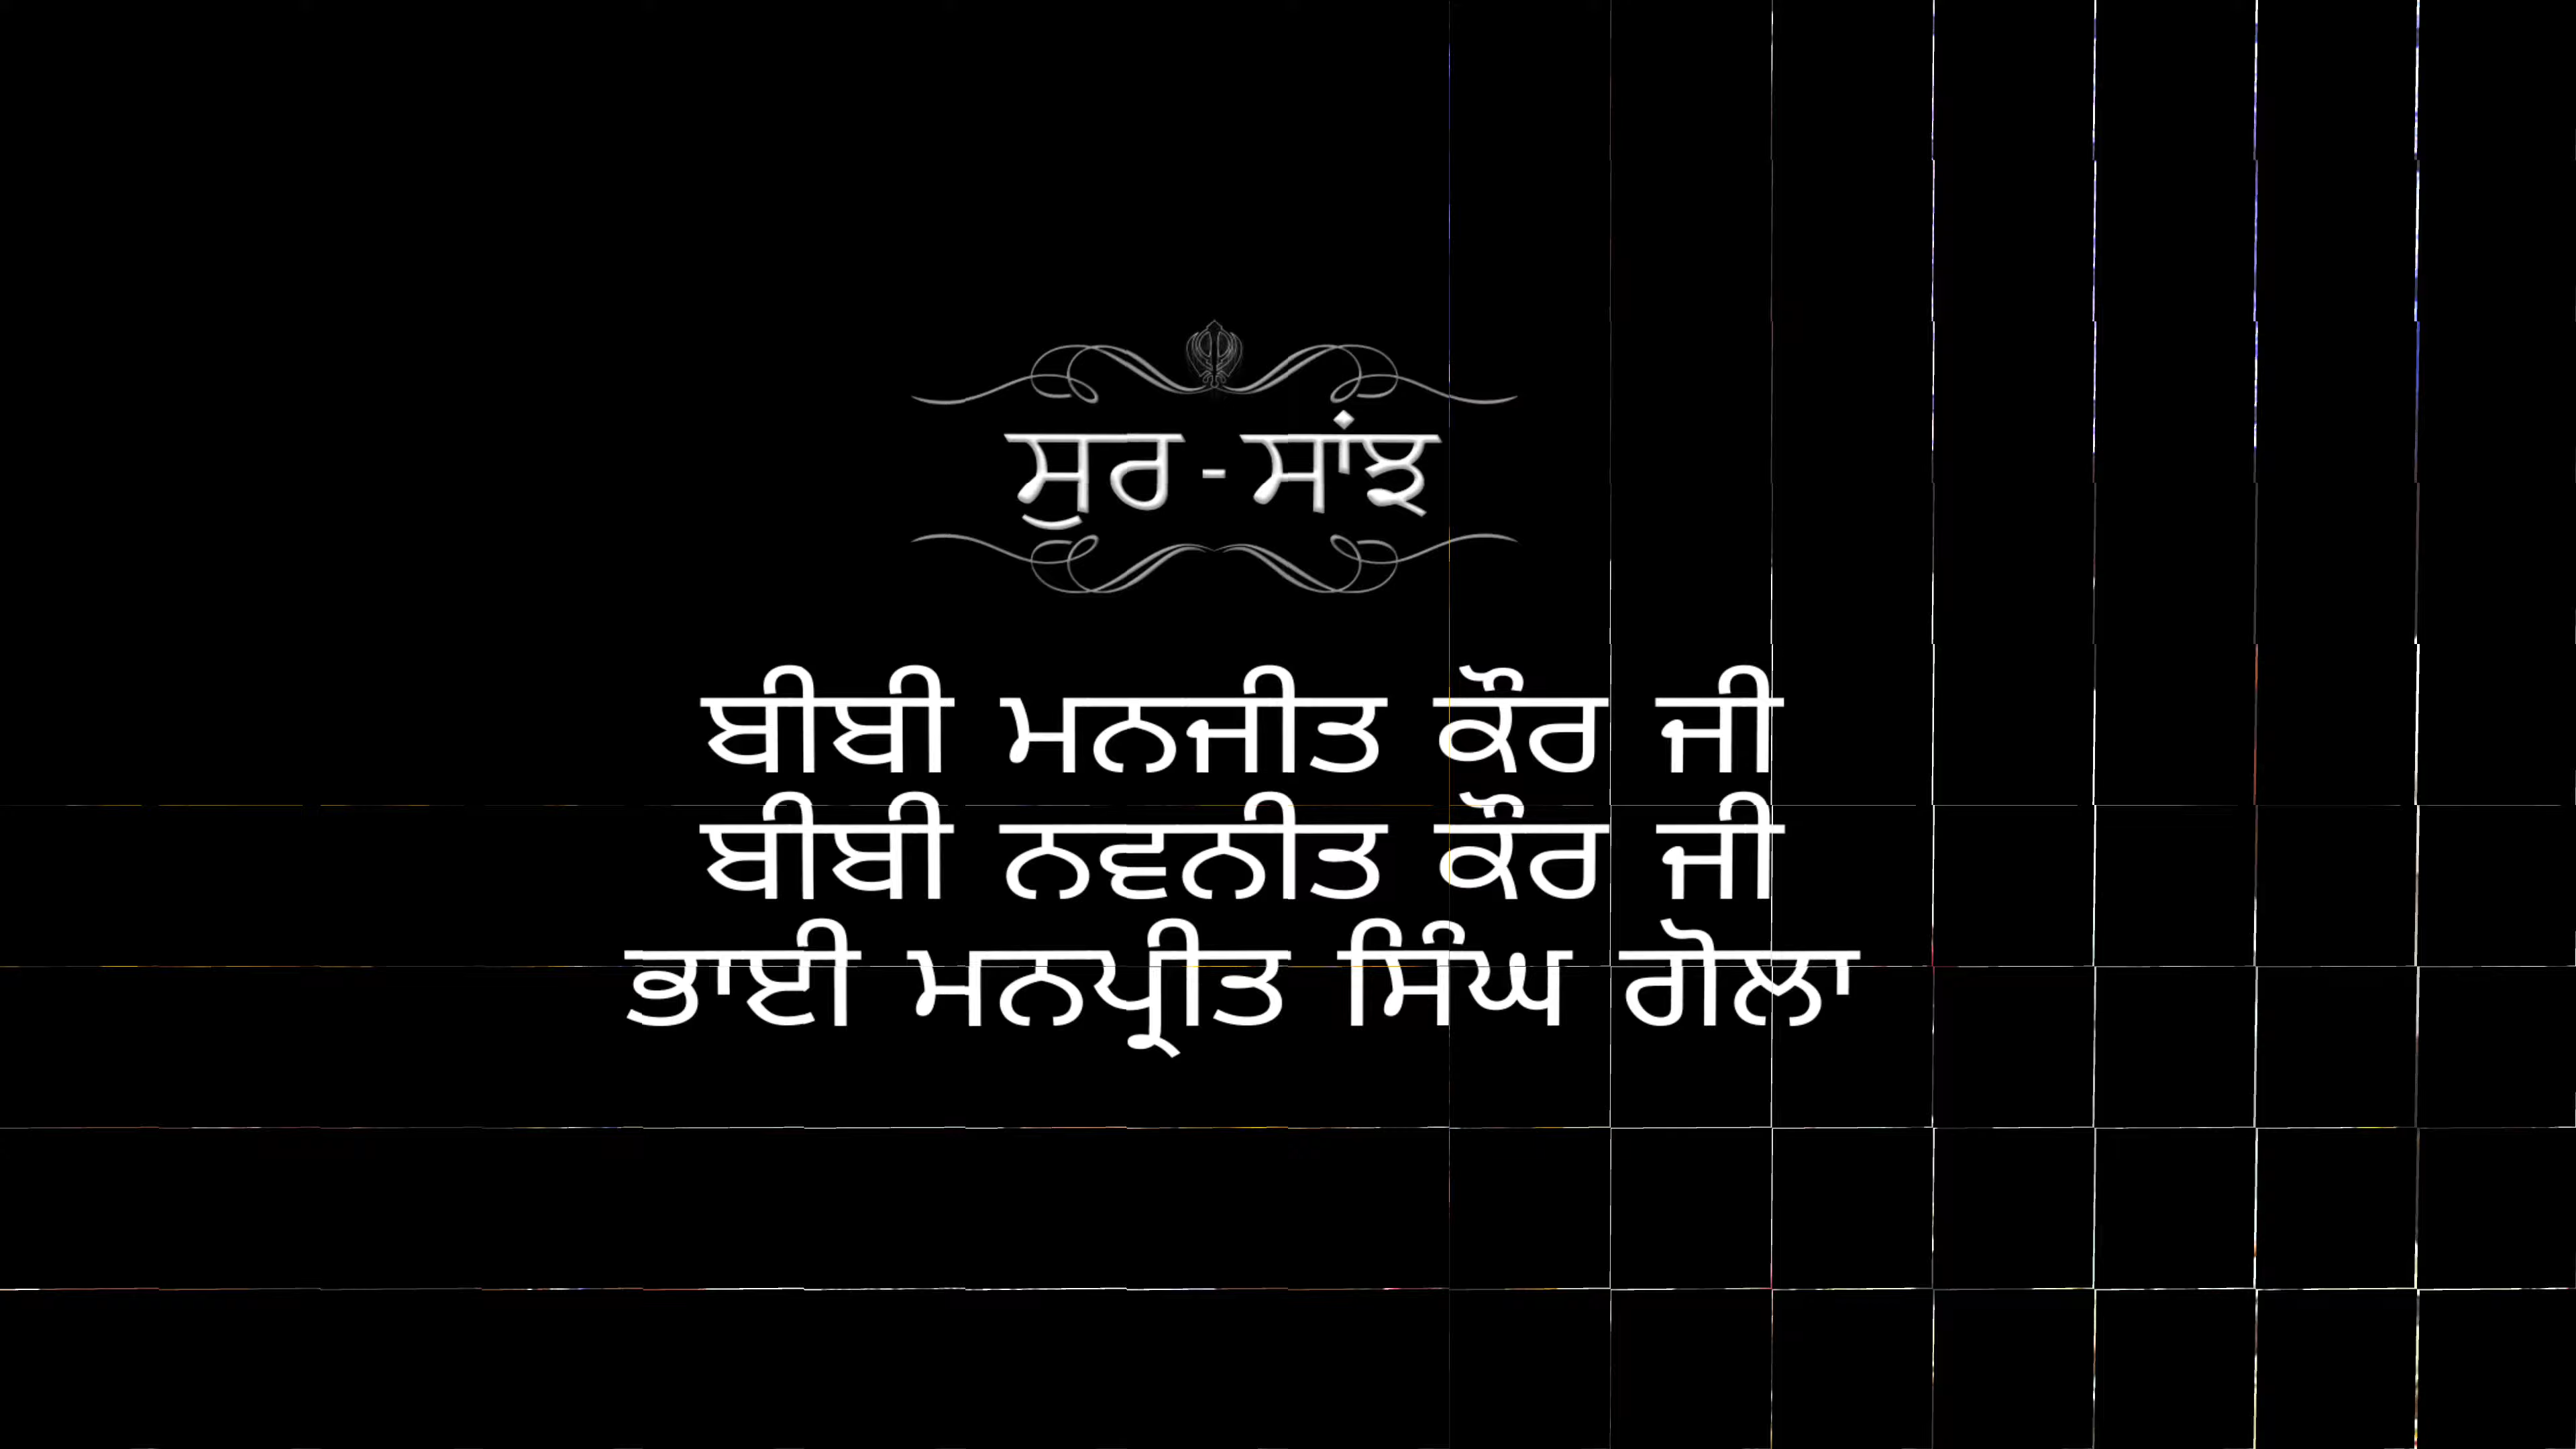 ਸੁਰ - ਸਾਂਝ
ਬੀਬੀ ਮਨਜੀਤ ਕੌਰ ਜੀ
ਬੀਬੀ ਨਵਨੀਤ ਕੌਰ ਜੀ
ਭਾਈ ਮਨਪ੍ਰੀਤ ਸਿੰਘ ਗੋਲਾ